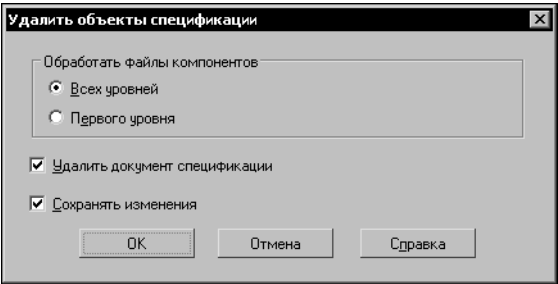 Удалить объекты спецификации
Обработать файлы компонентов
Всех уровней
Первого уровня
Удалить документ спецификации
Сохранять изменения
OK Отмена Справка